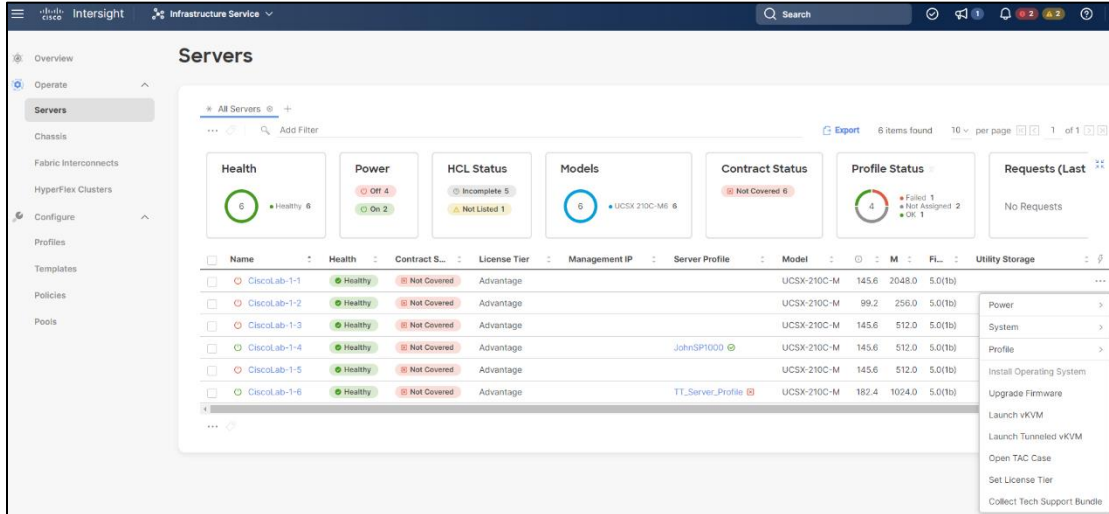 cisco Intersight
Infrastructure Service
Search
1
2
2
Overview
Operate
Servers
Chassis
Fabric Interconnects
HyperFlex Clusters
Configure
Profiles
Templates
Policies
Pools
Servers
All Servers
Add Filter
Export 6 items found 10 per page 1 of 1
Health
6
Healthy 6
Power
Off 4
On 2
HCL Status
Incomplete 5
Not Listed 1
Models
6
UCSX 210C-M6 6
Contract Status
Not Covered 6
Profile Status
4
Failed 1
Not Assigned 2
OK 1
Requests (Last
No Requests
Name Health Contract S... License Tier Management IP Server Profile Model M Fi... Utility Storage
CiscoLab-1-1 Healthy Not Covered Advantage UCSX-210C-M 145.6 2048.0 5.0(1b)
CiscoLab-1-2 Healthy Not Covered Advantage UCSX-210C-M 99.2 256.0 5.0(1b)
CiscoLab-1-3 Healthy Not Covered Advantage UCSX-210C-M 145.6 512.0 5.0(1b)
CiscoLab-1-4 Healthy Not Covered Advantage JohnSP1000 UCSX-210C-M 145.6 512.0 5.0(1b)
CiscoLab-1-5 Healthy Not Covered Advantage UCSX-210C-M 145.6 512.0 5.0(1b)
CiscoLab-1-6 Healthy Not Covered Advantage TT_Server_Profile UCSX-210C-M 182.4 1024.0 5.0(1b)
Power
System
Profile
Install Operating System
Upgrade Firmware
Launch vKVM
Launch Tunneled vKVM
Open TAC Case
Set License Tier
Collect Tech Support Bundle